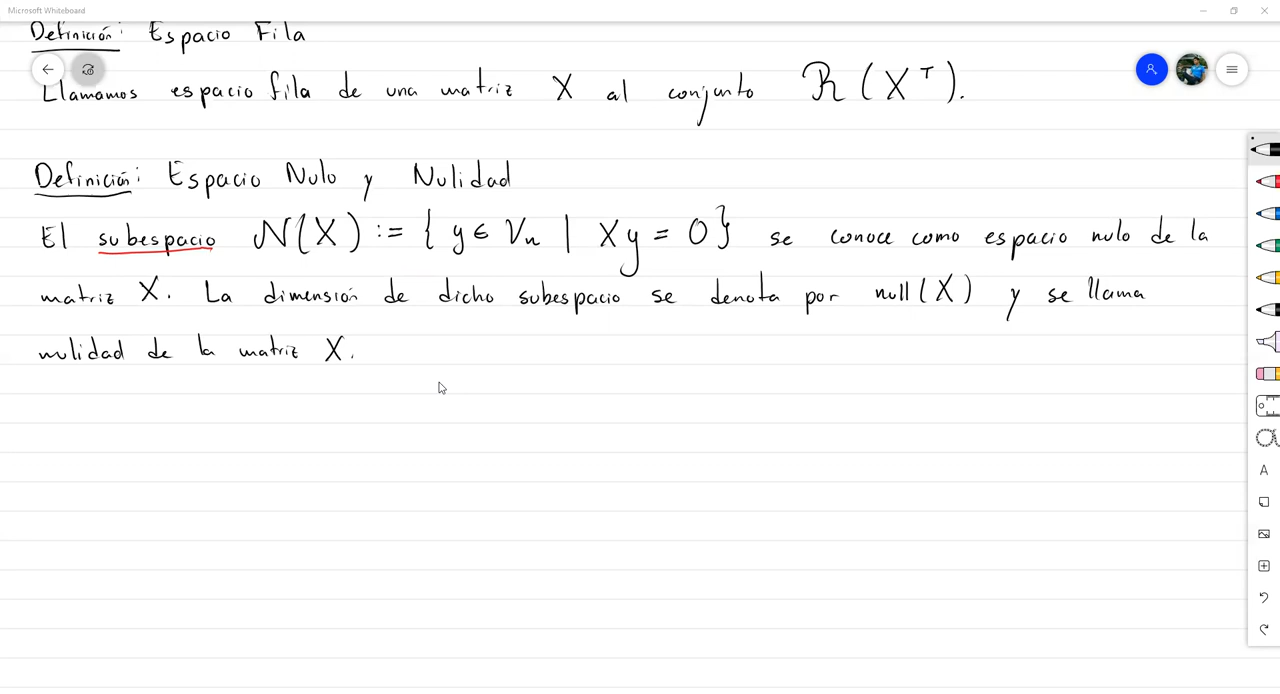 Microsoft Whiteboard
Definición: Espacio Fila
Llamamos espacio fila de una matriz X al conjunto R(Xᵀ).
Definición: Espacio Nulo y Nulidad
El subespacio N(X) := { y ∈ Vₙ | Xy = 0 } se conoce como espacio nulo de la
matriz X. La dimensión de dicho subespacio se denota por null(X) y se llama
nulidad de la matriz X.